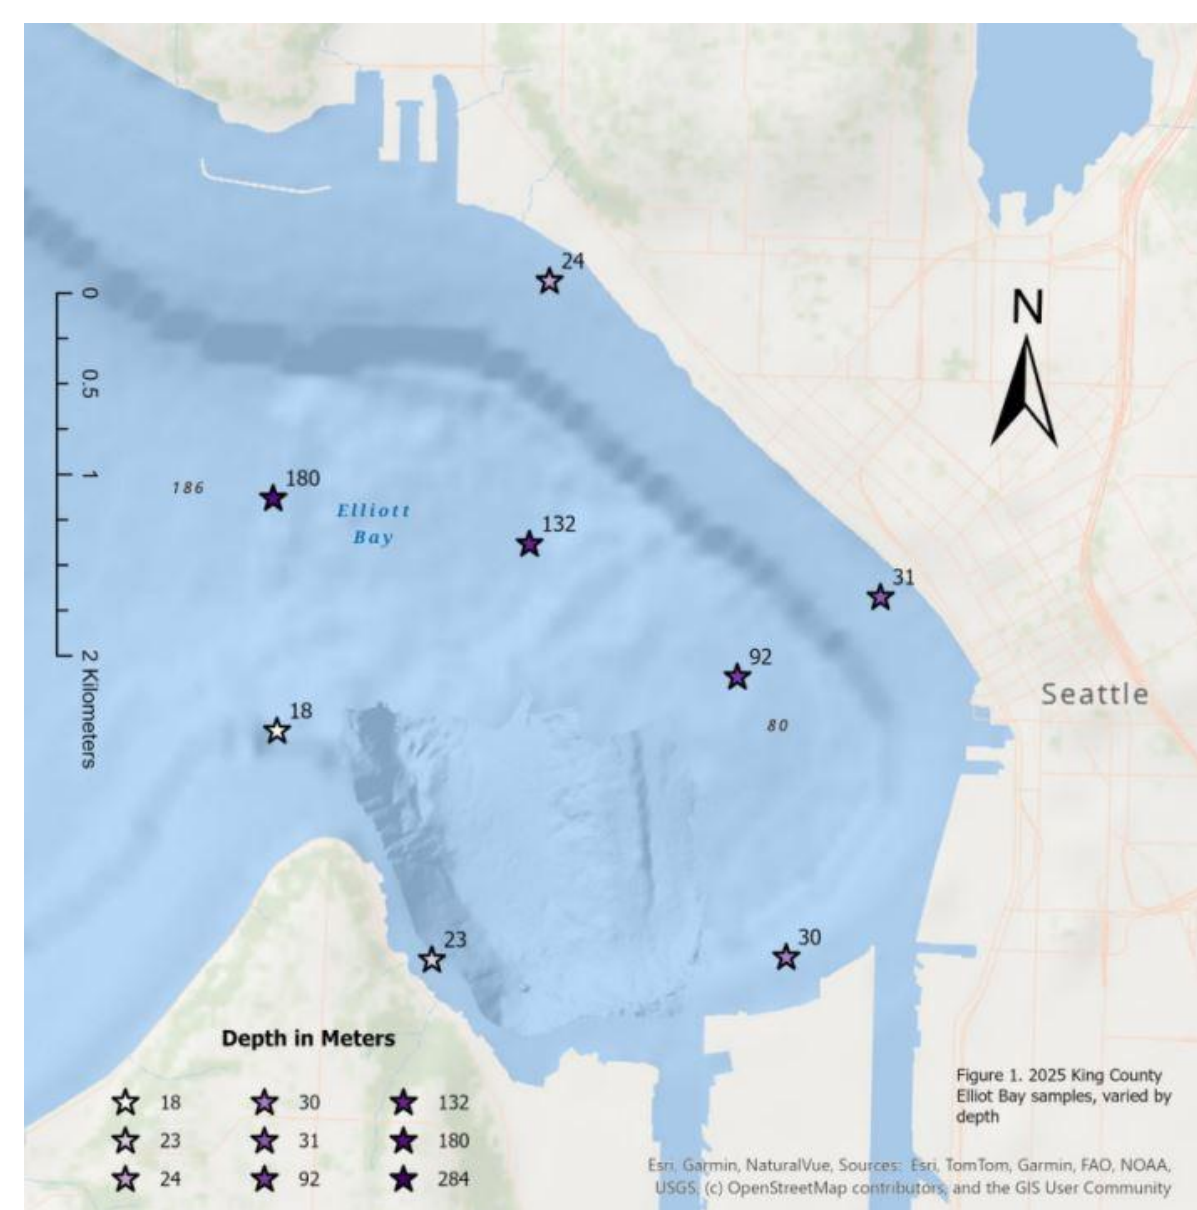 24
N
0
0.5
1
2 Kilometers
186
180
Elliott
Bay
132
31
92
80
Seattle
18
23
30
Depth in Meters
18 30 132
23 31 180
24 92 284
Figure 1. 2025 King County
Elliot Bay samples, varied by
depth
Esri, Garmin, NaturalVue, Sources: Esri, TomTom, Garmin, FAO, NOAA,
USGS, (c) OpenStreetMap contributors, and the GIS User Community